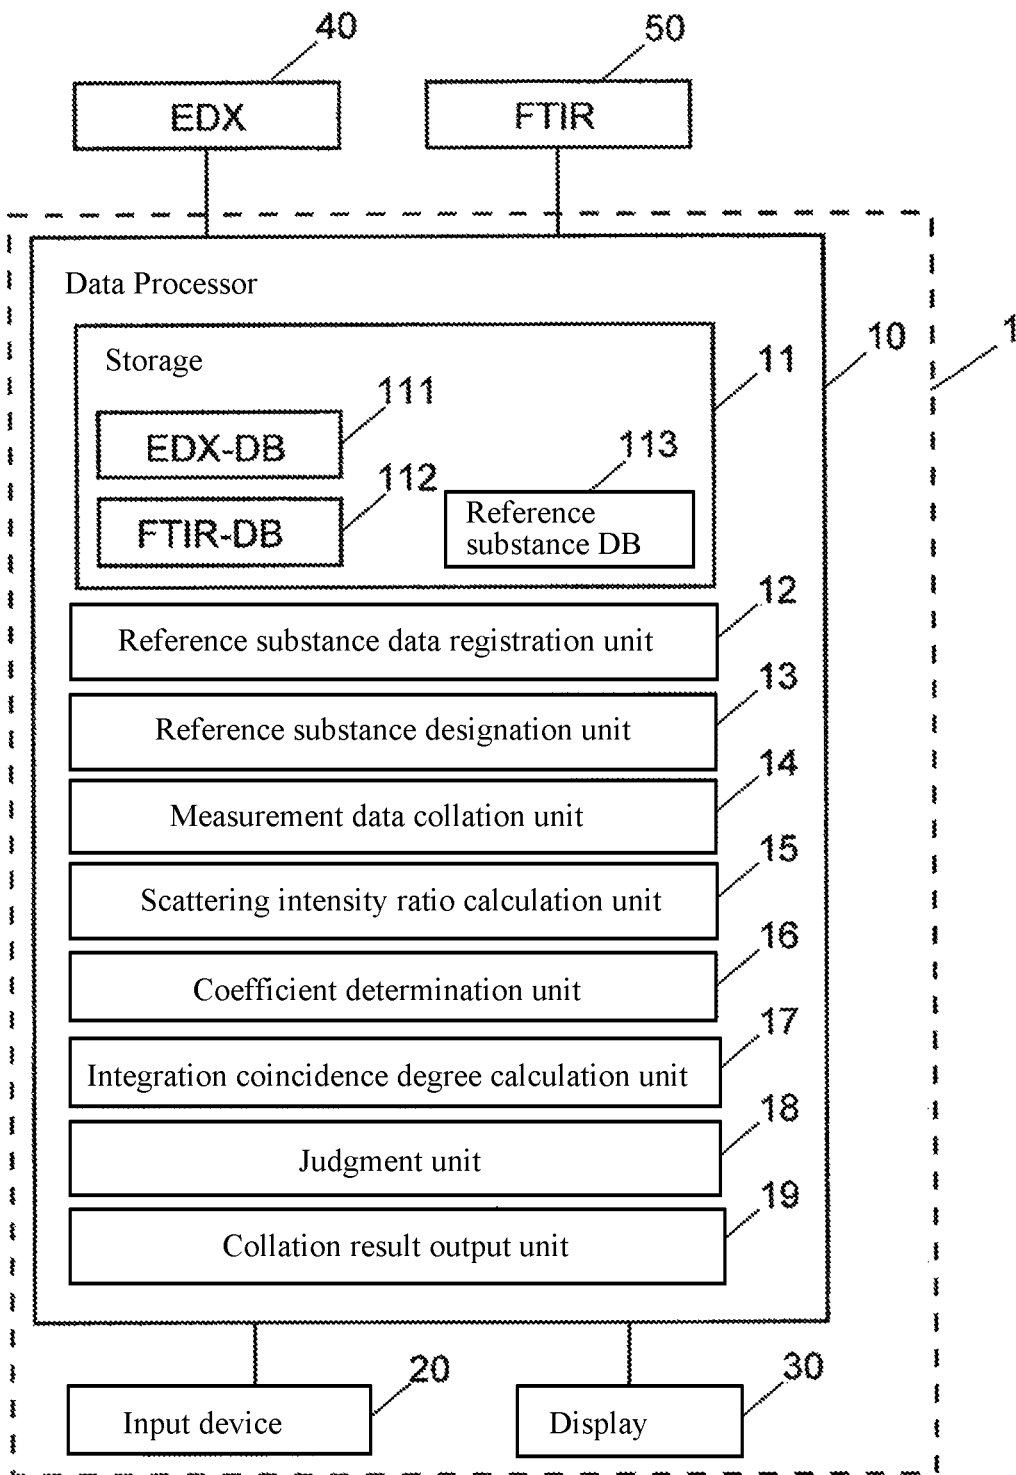 40
50
EDX
FTIR
Data Processor
10
1
Storage
11
111
EDX-DB
113
112
FTIR-DB
Reference
substance DB
12
Reference substance data registration unit
13
Reference substance designation unit
14
Measurement data collation unit
15
Scattering intensity ratio calculation unit
16
Coefficient determination unit
17
Integration coincidence degree calculation unit
18
Judgment unit
19
Collation result output unit
20
30
Input device
Display